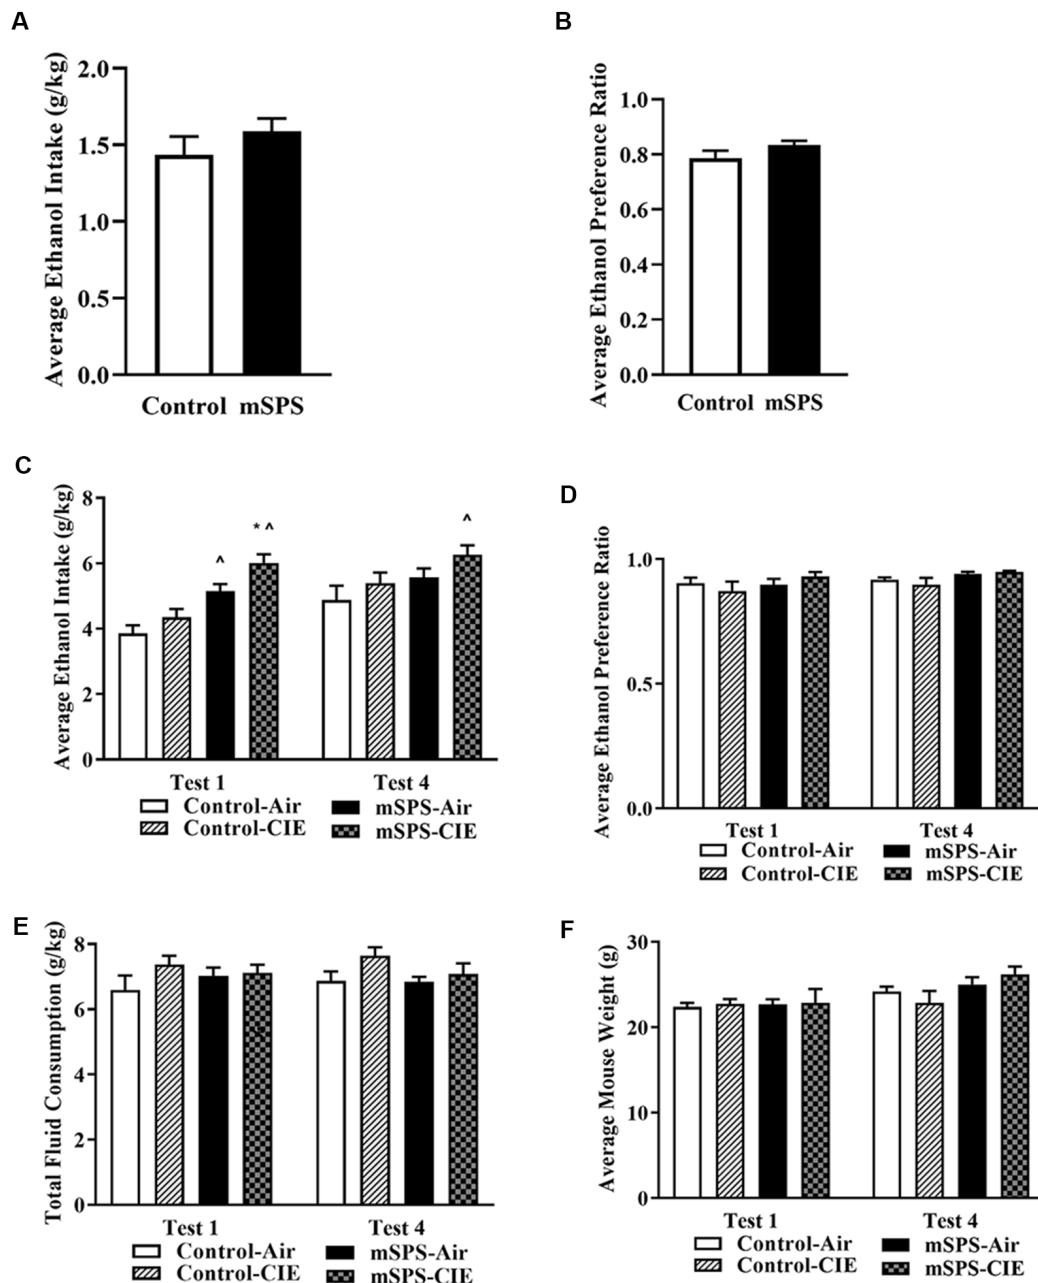 A
B
Average Ethanol Intake (g/kg)
2.0
1.5
1.0
0.5
0.0
Control mSPS
Average Ethanol Preference Ratio
1.0
0.8
0.6
0.4
0.2
0.0
Control mSPS
C
D
Average Ethanol Intake (g/kg)
8
6
4
2
0
^
* ^
^
Test 1
Test 4
Control-Air
mSPS-Air
Control-CIE
mSPS-CIE
Average Ethanol Preference Ratio
1.0
0.5
0.0
Test 1
Test 4
Control-Air
mSPS-Air
Control-CIE
mSPS-CIE
E
F
Total Fluid Consumption (g/kg)
8
6
4
2
0
Test 1
Test 4
Control-Air
mSPS-Air
Control-CIE
mSPS-CIE
Average Mouse Weight (g)
30
20
10
0
Test 1
Test 4
Control-Air
mSPS-Air
Control-CIE
mSPS-CIE